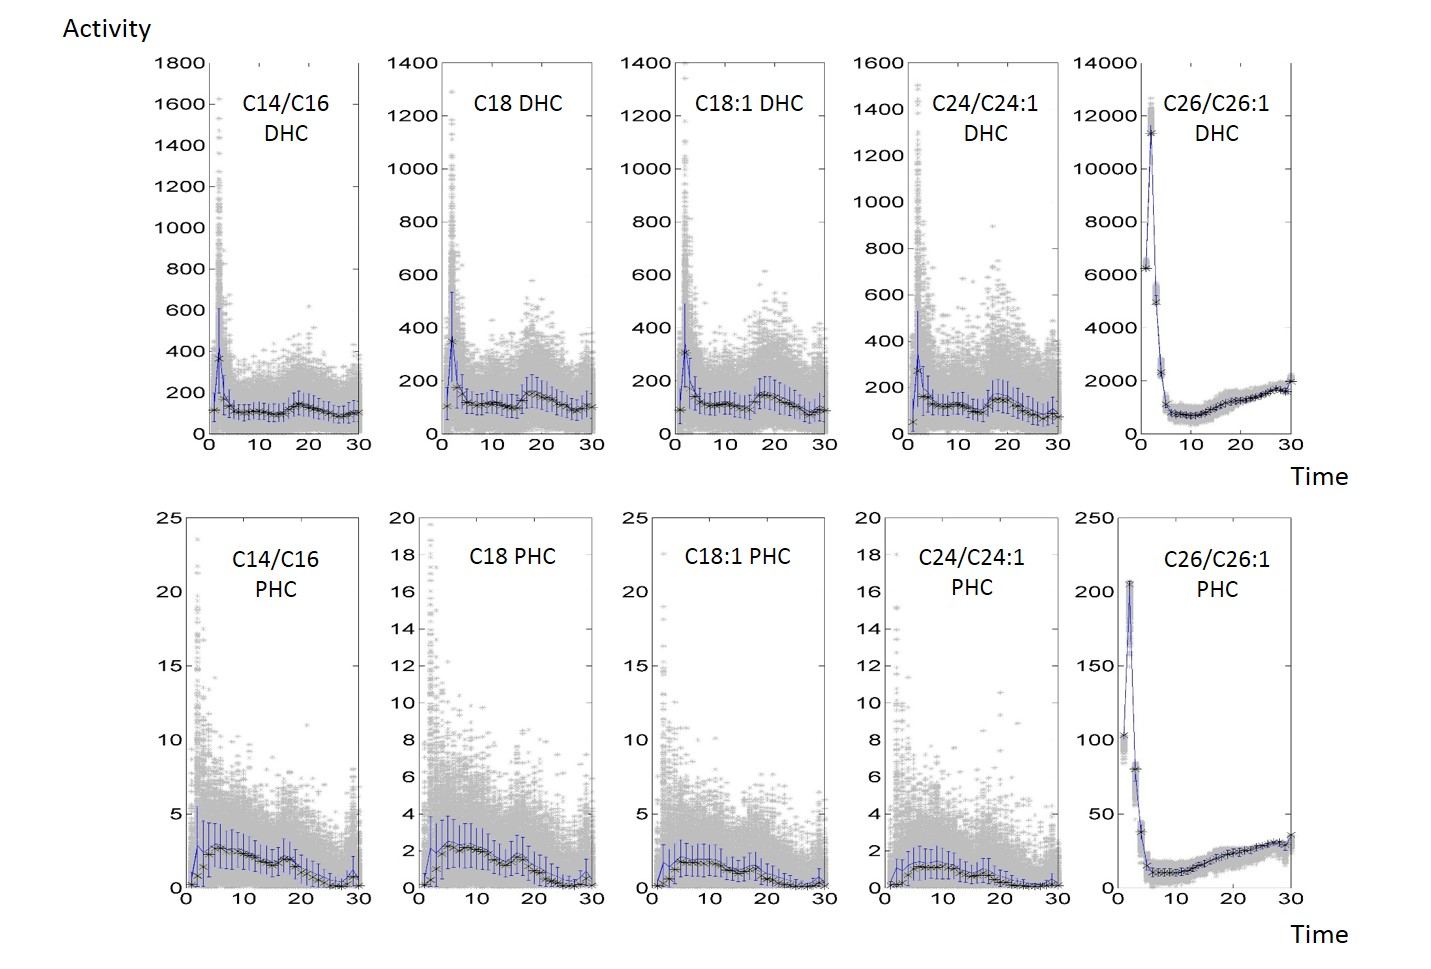 Activity
1800
1600
1400
1200
1000
800
600
400
200
0
0 10 20 30
C14/C16
DHC
1400
1200
1000
800
600
400
200
0
0 10 20 30
C18 DHC
1400
1200
1000
800
600
400
200
0
0 10 20 30
C18:1 DHC
1600
1400
1200
1000
800
600
400
200
0
0 10 20 30
C24/C24:1
DHC
14000
12000
10000
8000
6000
4000
2000
0
0 10 20 30
C26/C26:1
DHC
Time
25
20
15
10
5
0
0 10 20 30
C14/C16
PHC
20
18
16
14
12
10
8
6
4
2
0
0 10 20 30
C18 PHC
25
20
15
10
5
0
0 10 20 30
C18:1 PHC
20
18
16
14
12
10
8
6
4
2
0
0 10 20 30
C24/C24:1
PHC
250
200
150
100
50
0
0 10 20 30
C26/C26:1
PHC
Time